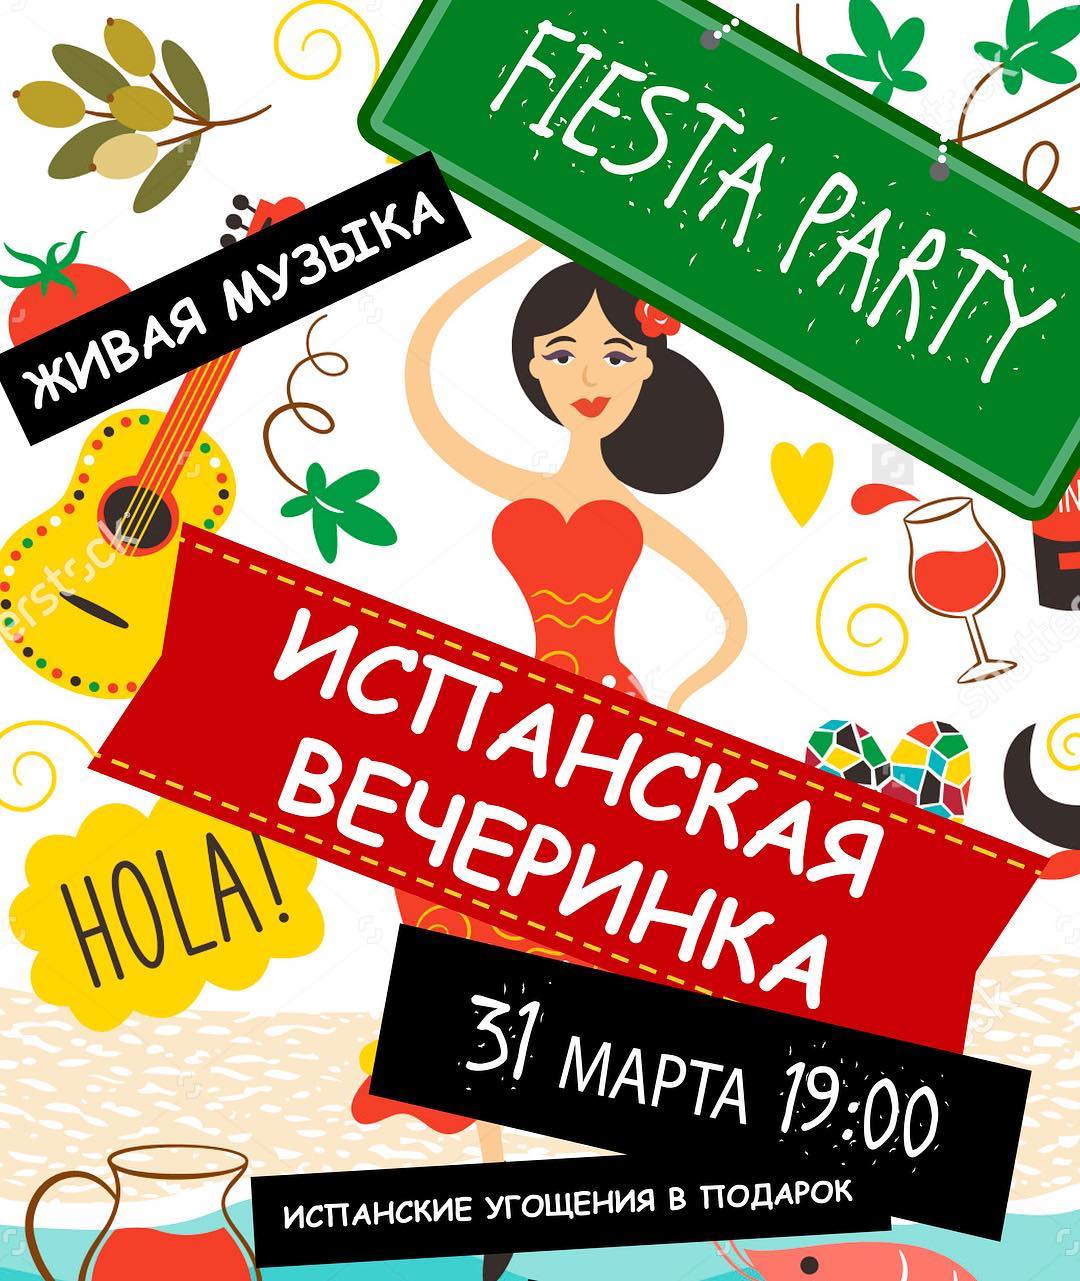 FIESTA PARTY
ЖИВАЯ МУЗЫКА
ИСПАНСКАЯ
ВЕЧЕРИНКА
HOLA!
31 МАРТА 19:00
ИСПАНСКИЕ УГОЩЕНИЯ В ПОДАРОК